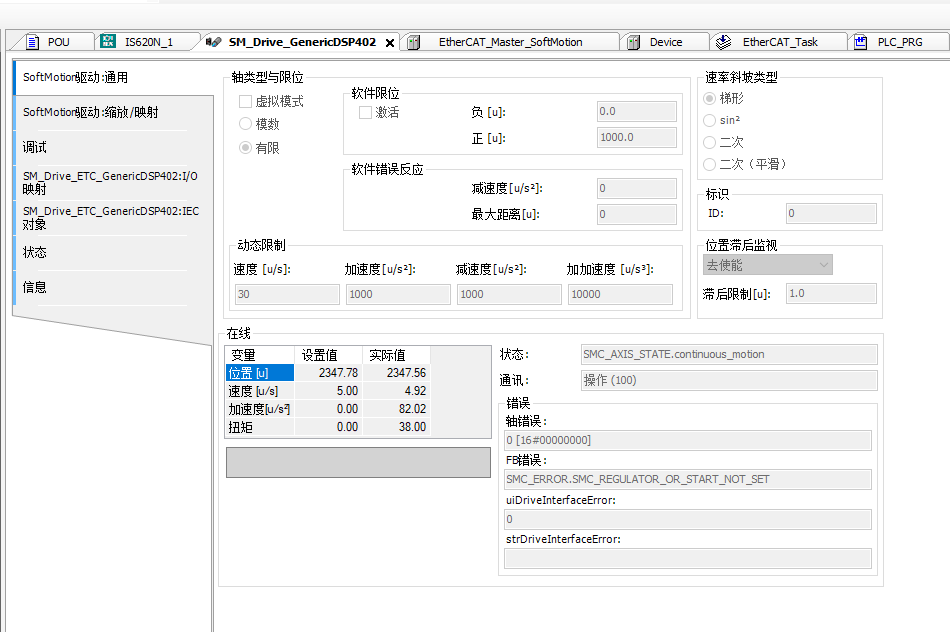 POU IS620N_1 SM_Drive_GenericDSP402 EtherCAT_Master_SoftMotion Device EtherCAT_Task PLC_PRG
SoftMotion驱动:通用
SoftMotion驱动:缩放/映射
调试
SM_Drive_ETC_GenericDSP402:I/O
映射
SM_Drive_ETC_GenericDSP402:IEC
对象
状态
信息
轴类型与限位
虚拟模式
模数
有限
软件限位
激活
负 [u]: 0.0
正 [u]: 1000.0
软件错误反应
减速度[u/s²]: 0
最大距离[u]: 0
动态限制
速度 [u/s]: 加速度[u/s²]: 减速度[u/s²]: 加加速度 [u/s³]:
30 1000 1000 10000
速率斜坡类型
梯形
sin²
二次
二次（平滑）
标识
ID: 0
位置滞后监视
去使能
滞后限制[u]: 1.0
在线
变量 设置值 实际值
位置 [u] 2347.78 2347.56
速度 [u/s] 5.00 4.92
加速度[u/s²] 0.00 82.02
扭矩 0.00 38.00
状态: SMC_AXIS_STATE.continuous_motion
通讯: 操作 (100)
错误
轴错误:
0 [16#00000000]
FB错误:
SMC_ERROR.SMC_REGULATOR_OR_START_NOT_SET
uiDriveInterfaceError:
0
strDriveInterfaceError: